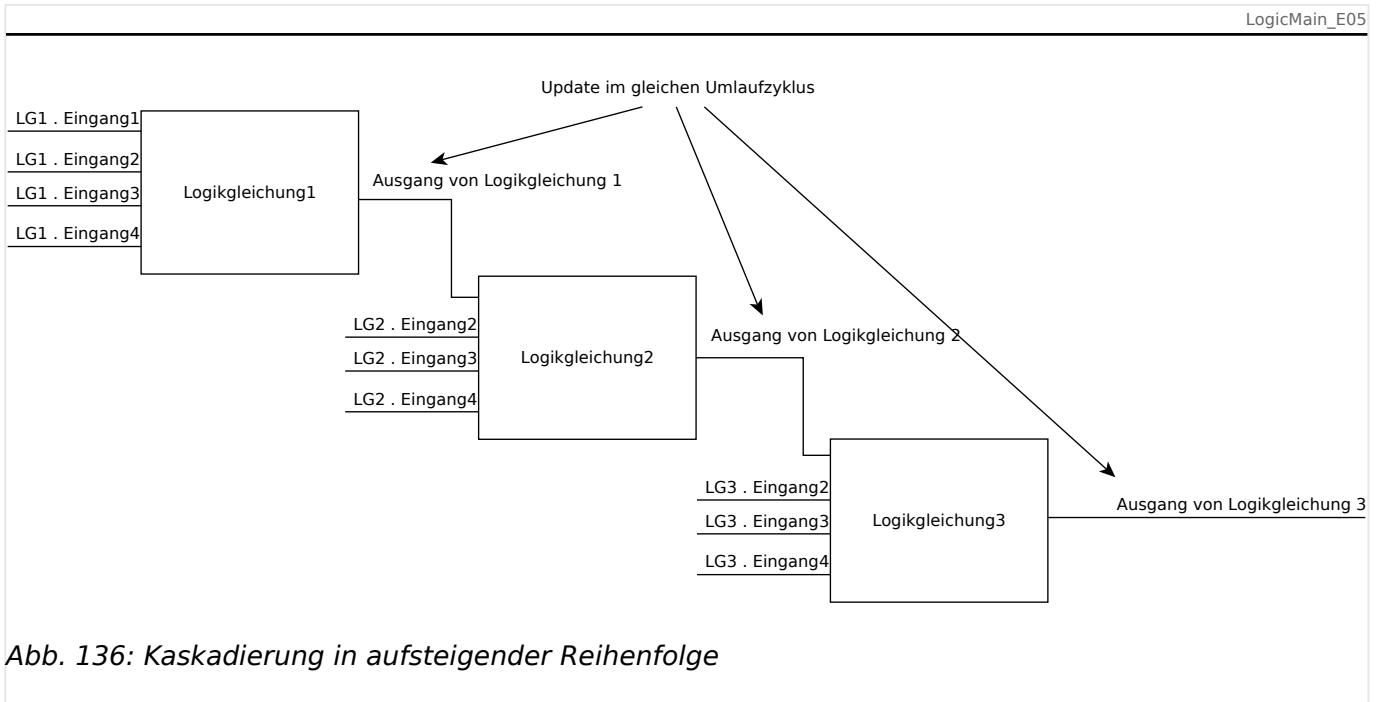 LogicMain_E05
Update im gleichen Umlaufzyklus
LG1 . Eingang1
LG1 . Eingang2
LG1 . Eingang3
LG1 . Eingang4
Logikgleichung1
Ausgang von Logikgleichung 1
LG2 . Eingang2
LG2 . Eingang3
LG2 . Eingang4
Logikgleichung2
Ausgang von Logikgleichung 2
LG3 . Eingang2
LG3 . Eingang3
LG3 . Eingang4
Logikgleichung3
Ausgang von Logikgleichung 3
Abb. 136: Kaskadierung in aufsteigender Reihenfolge